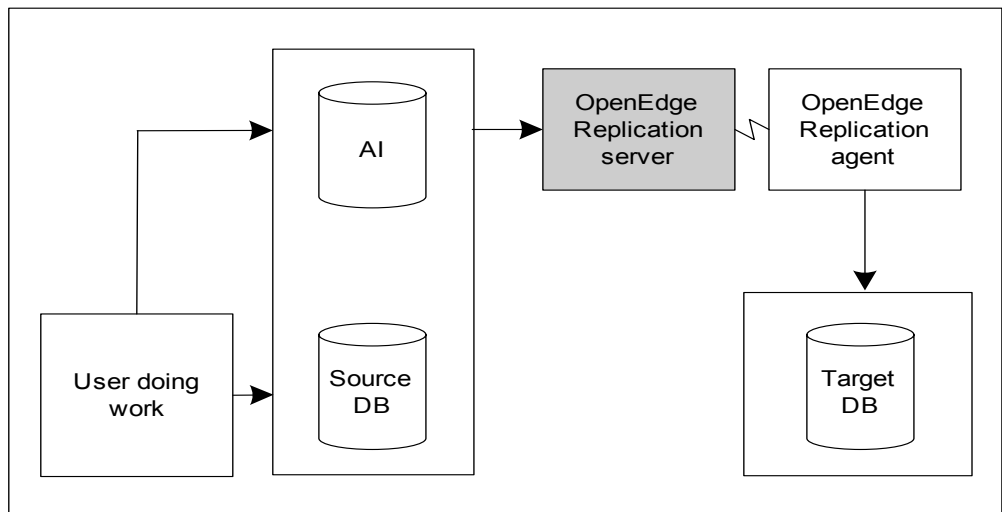 AI
OpenEdge
Replication
server
OpenEdge
Replication
agent
User doing
work
Source
DB
Target
DB